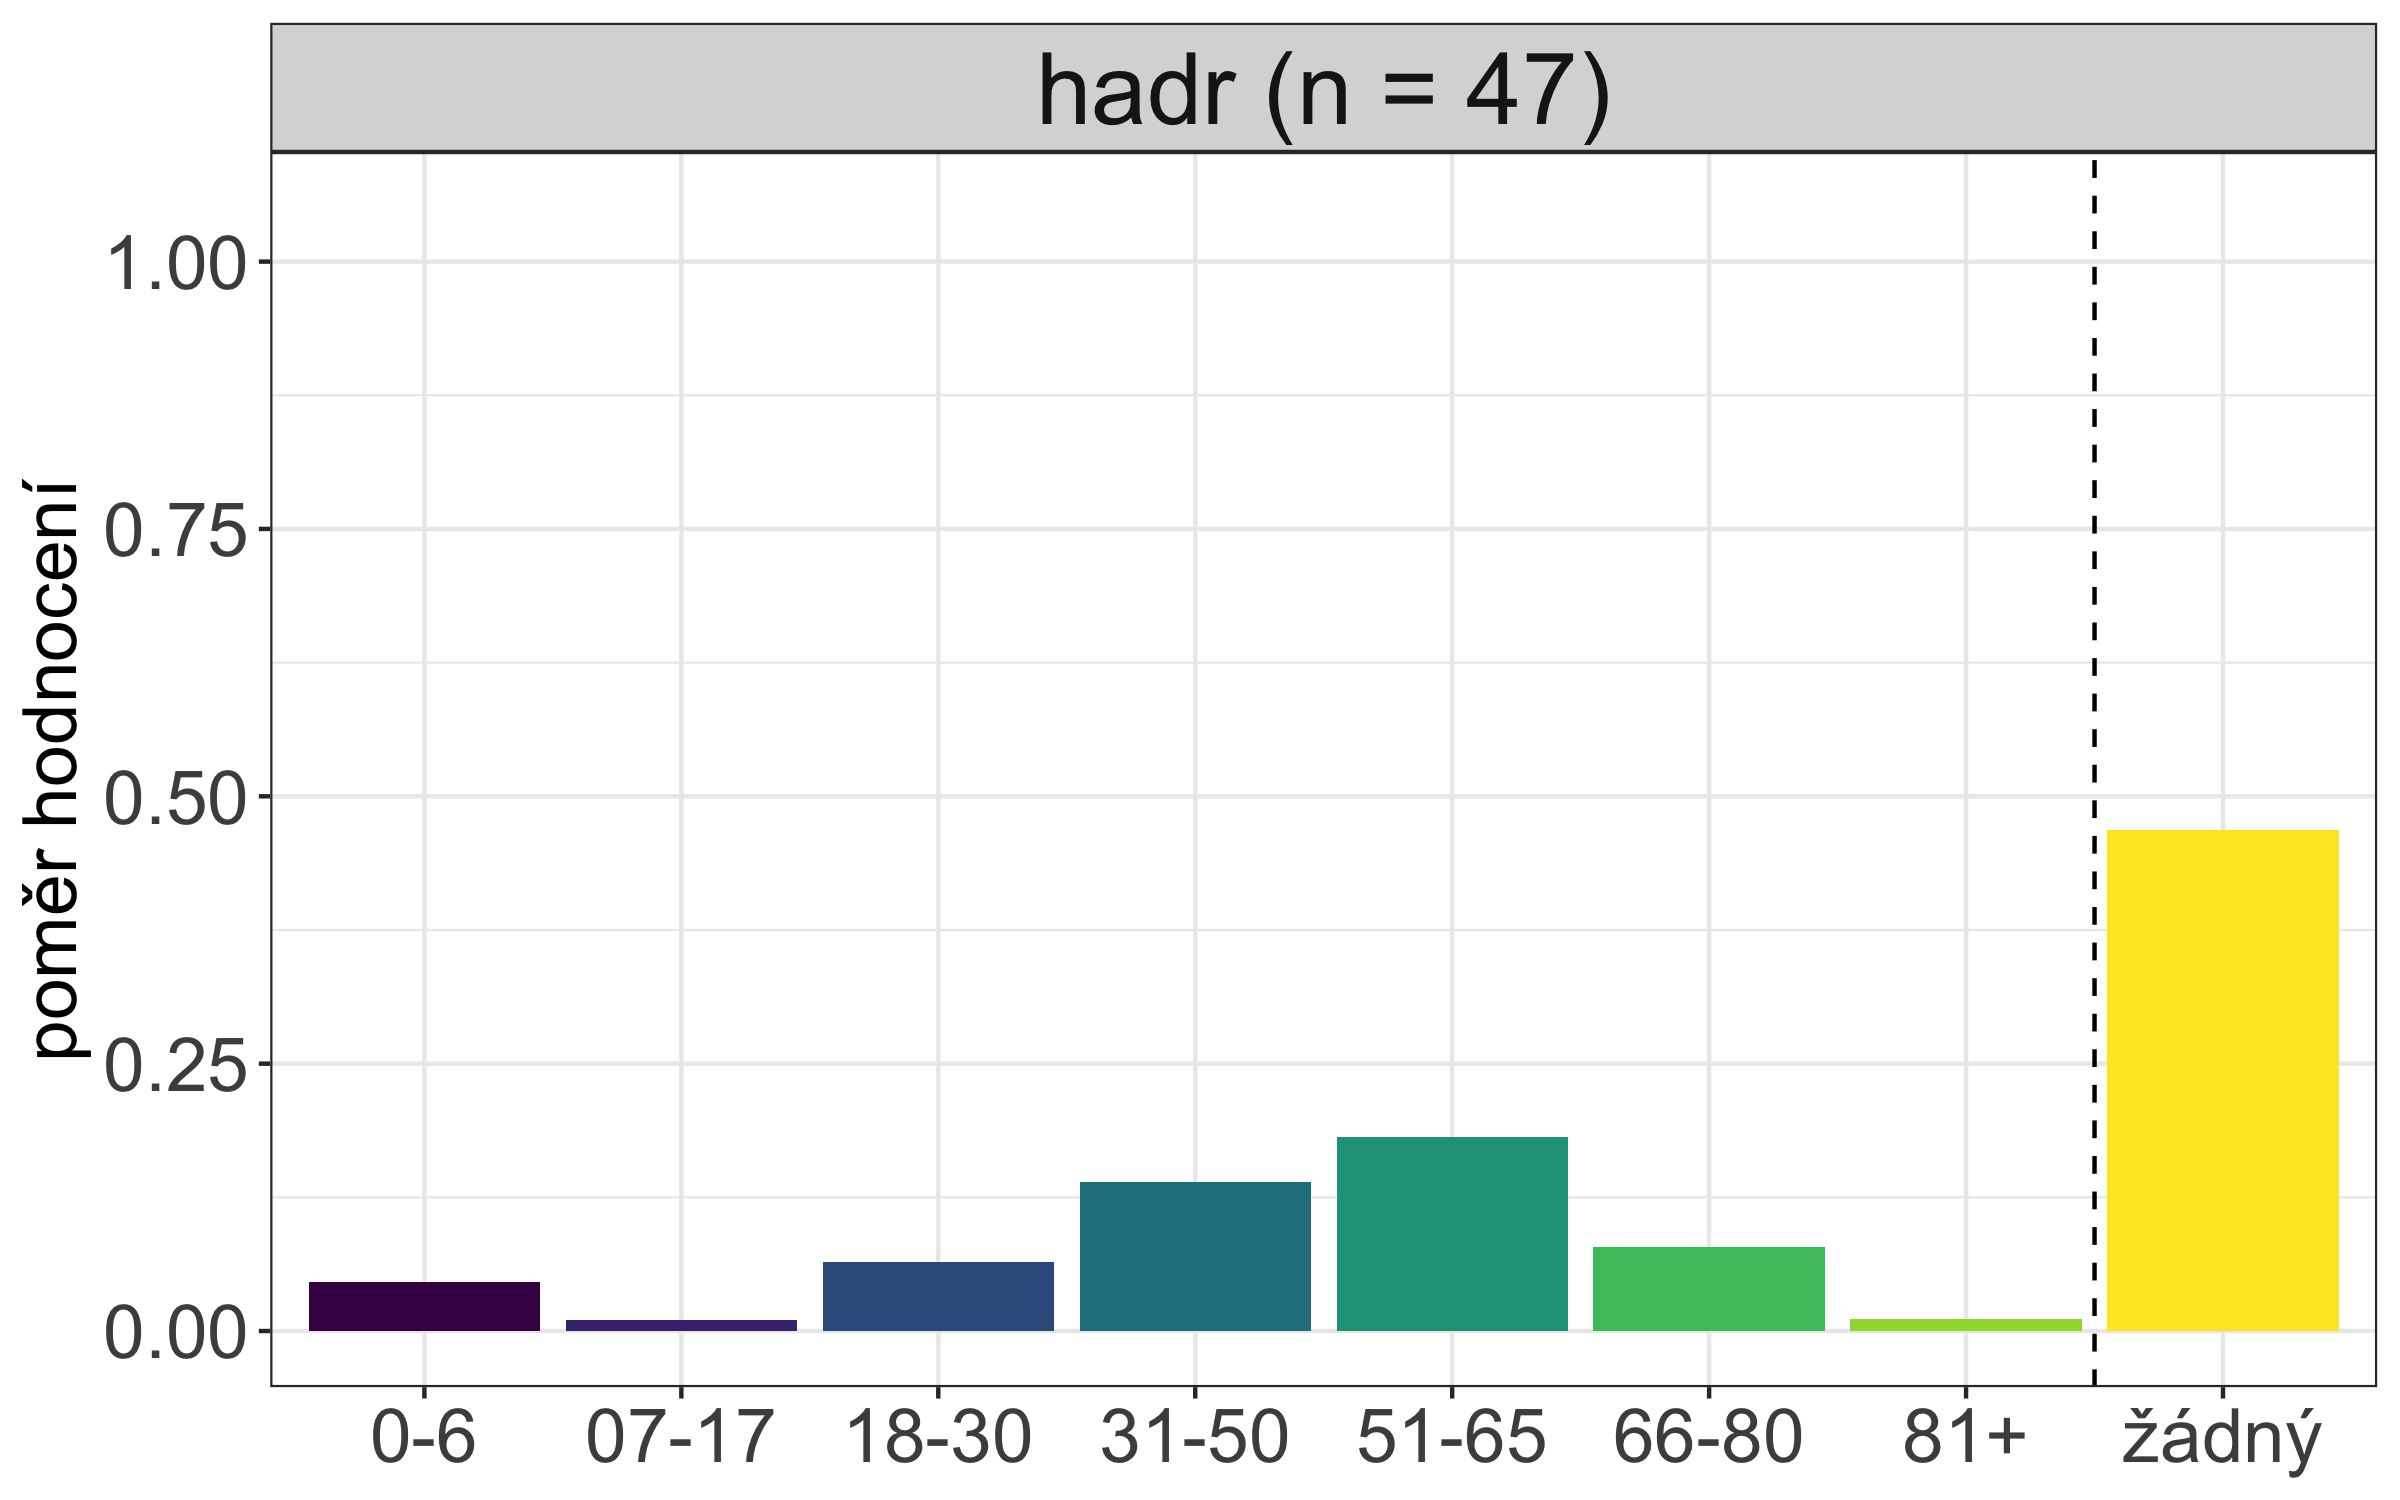 hadr (n = 47)
poměr hodnocení
1.00
0.75
0.50
0.25
0.00
0-6 07-17 18-30 31-50 51-65 66-80 81+ žádný